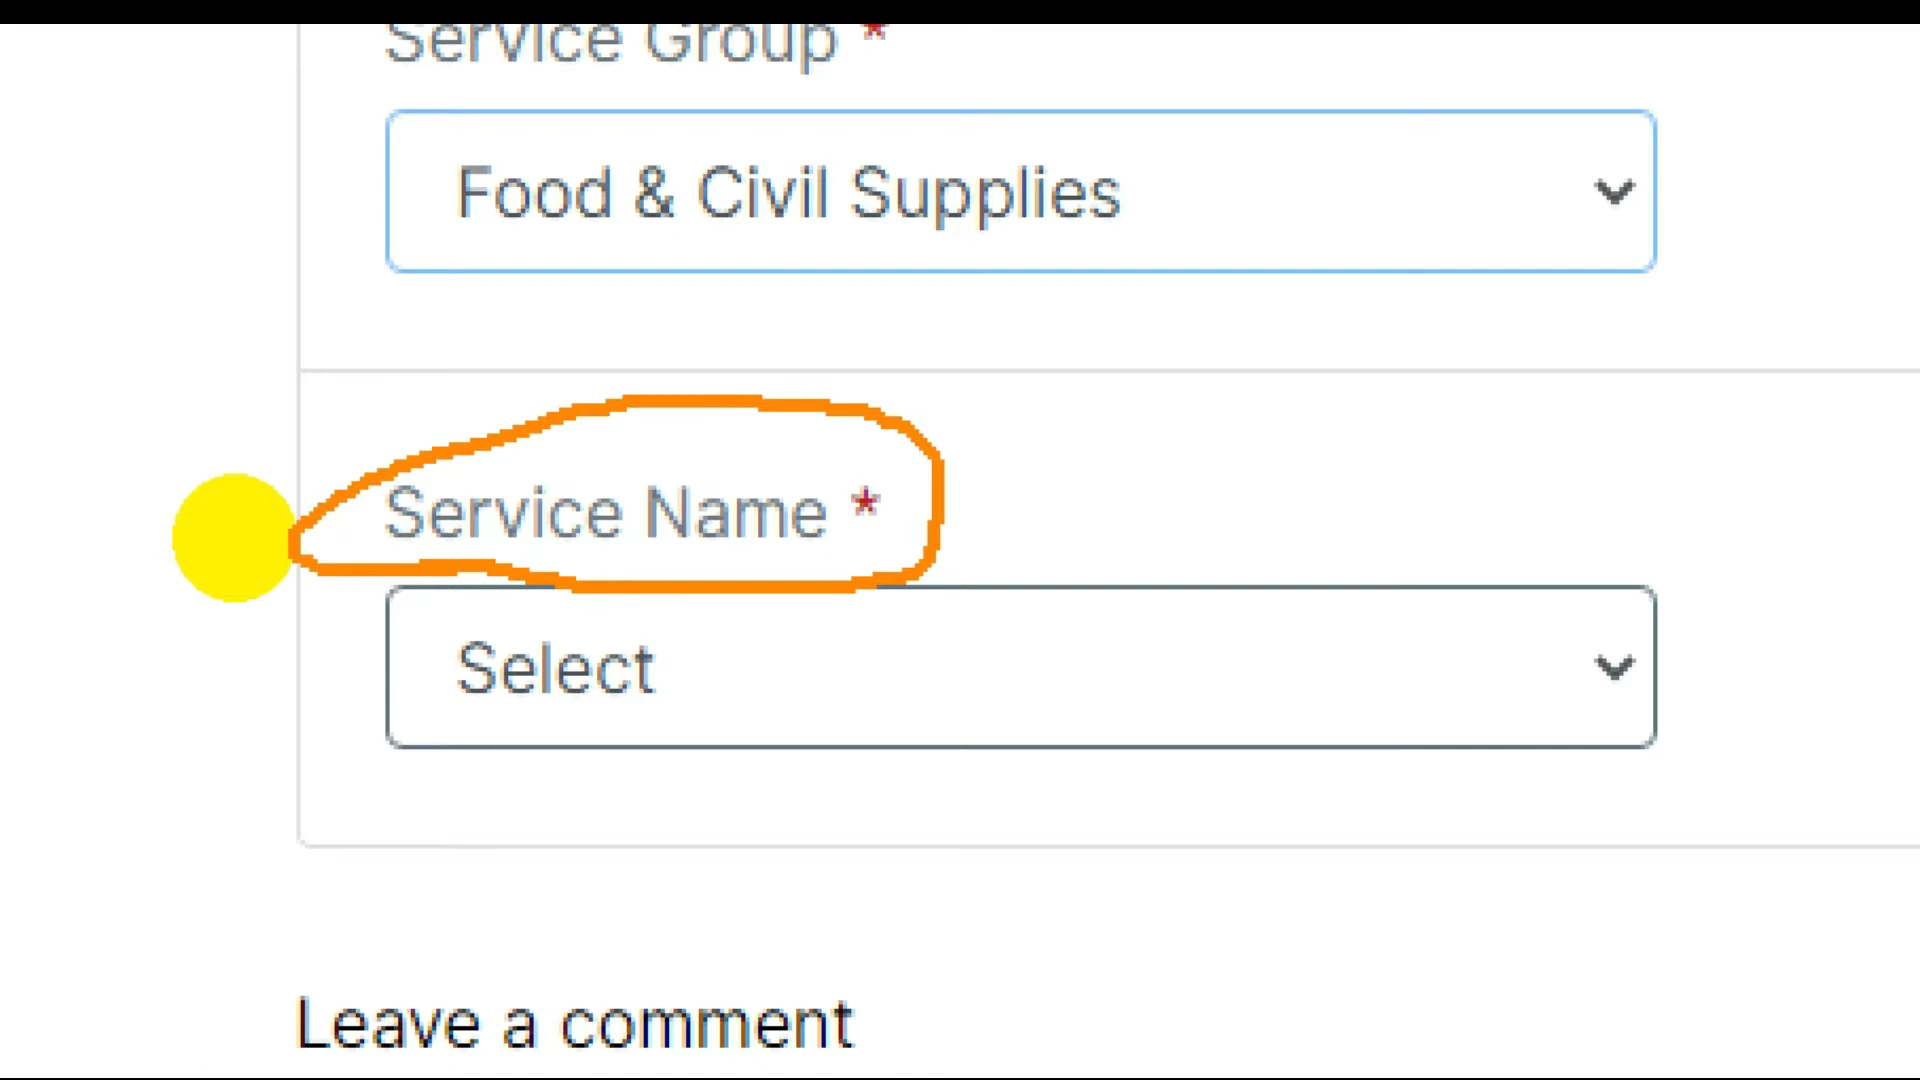 Service Group *
Food & Civil Supplies
Service Name *
Select
Leave a comment